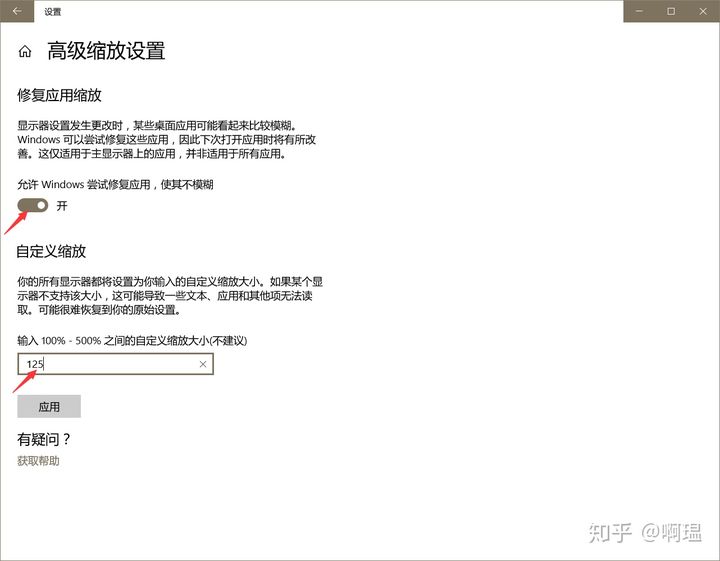 设置
高级缩放设置
修复应用缩放
显示器设置发生更改时，某些桌面应用可能看起来比较模糊。
Windows 可以尝试修复这些应用，因此下次打开应用时将有所改
善。这仅适用于主显示器上的应用，并非适用于所有应用。
允许 Windows 尝试修复应用，使其不模糊
开
自定义缩放
你的所有显示器都将设置为你输入的自定义缩放大小。如果某个显
示器不支持该大小，这可能导致一些文本、应用和其他项无法读
取。可能很难恢复到你的原始设置。
输入 100% - 500% 之间的自定义缩放大小(不建议)
125
应用
有疑问？
获取帮助
知乎 @啊瑥